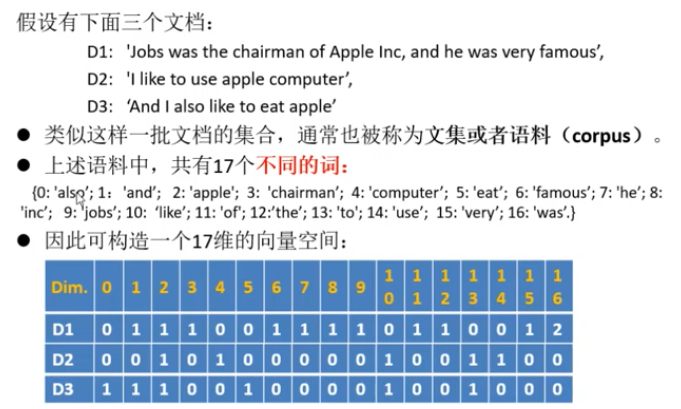 假设有下面三个文档：
D1: 'Jobs was the chairman of Apple Inc, and he was very famous',
D2: 'I like to use apple computer',
D3: 'And I also like to eat apple'
● 类似这样一批文档的集合，通常也被称为文集或者语料（corpus）。
● 上述语料中，共有17个不同的词：
{0: 'also'; 1： 'and'; 2: 'apple'; 3: 'chairman'; 4: 'computer'; 5: 'eat'; 6: 'famous'; 7: 'he'; 8:
'inc'; 9: 'jobs'; 10: 'like'; 11: 'of'; 12:'the'; 13: 'to'; 14: 'use'; 15: 'very'; 16: 'was'.}
● 因此可构造一个17维的向量空间：
Dim. 0 1 2 3 4 5 6 7 8 9 10 11 12 13 14 15 16
D1 0 1 1 1 0 0 1 1 1 1 0 1 1 0 0 1 2
D2 0 0 1 0 1 0 0 0 0 0 1 0 0 1 1 0 0
D3 1 1 1 0 0 1 0 0 0 0 1 0 0 1 0 0 0